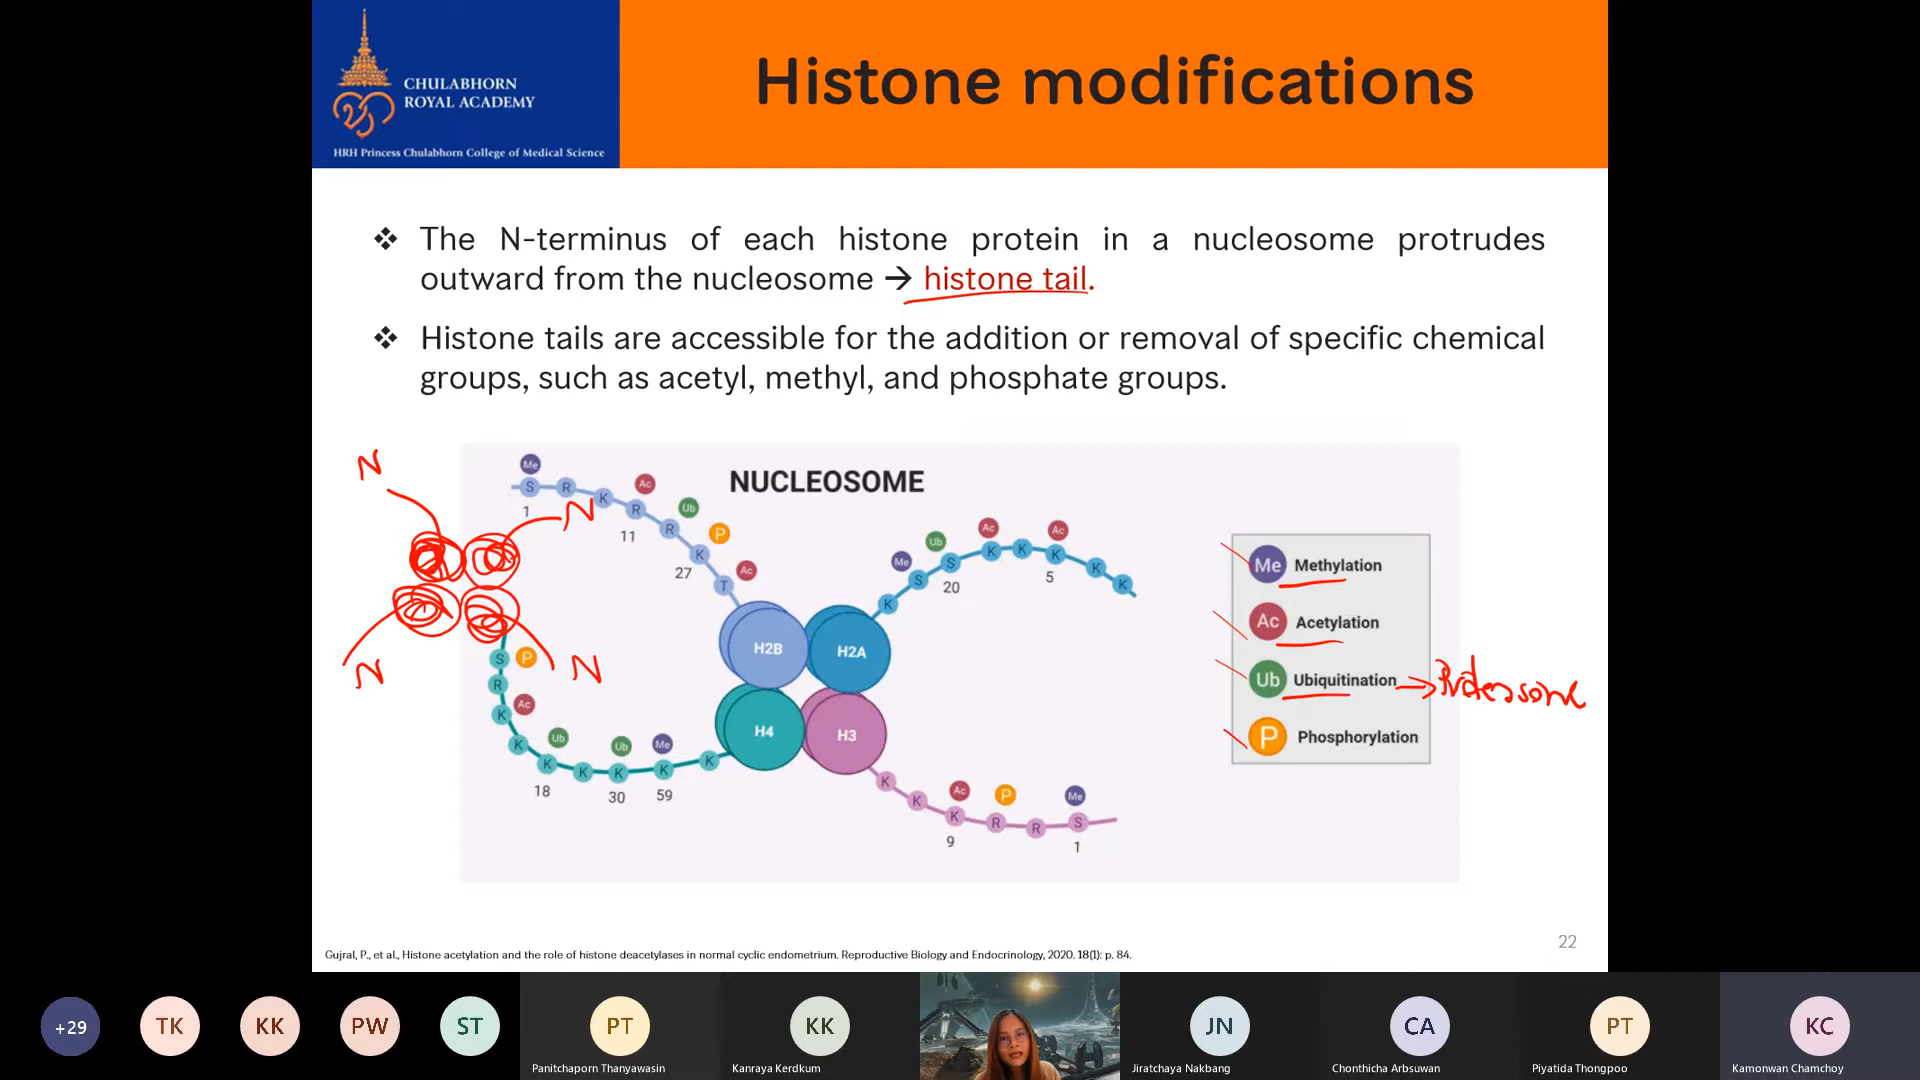 CHULABHORN
ROYAL ACADEMY
HRH Princess Chulabhorn College of Medical Science
Histone modifications
❖ The N-terminus of each histone protein in a nucleosome protrudes
outward from the nucleosome → histone tail.
❖ Histone tails are accessible for the addition or removal of specific chemical
groups, such as acetyl, methyl, and phosphate groups.
NUCLEOSOME
N
N
N
N
Me
S R K R R K T
Ac Ub P Ac
1 11 27
H2B
H2A
H4
H3
Me Ub Ac Ac
K S S K K K K K
20 5
S R K K K K K K K
P Ac Ub Ub Me
18 30 59
K K K R R S
Ac P Me
9 1
Me Methylation
Ac Acetylation
Ub Ubiquitination →
P Phosphorylation
22
Gujral, P., et al., Histone acetylation and the role of histone deacetylases in normal cyclic endometrium. Reproductive Biology and Endocrinology, 2020. 18(1): p. 84.
+29
TK
KK
PW
ST
PT
Panitchaporn Thanyawasin
KK
Kanraya Kerdkum
JN
Jiratchaya Nakbang
CA
Chonthicha Arbsuwan
PT
Piyatida Thongpoo
KC
Kamonwan Chamchoy